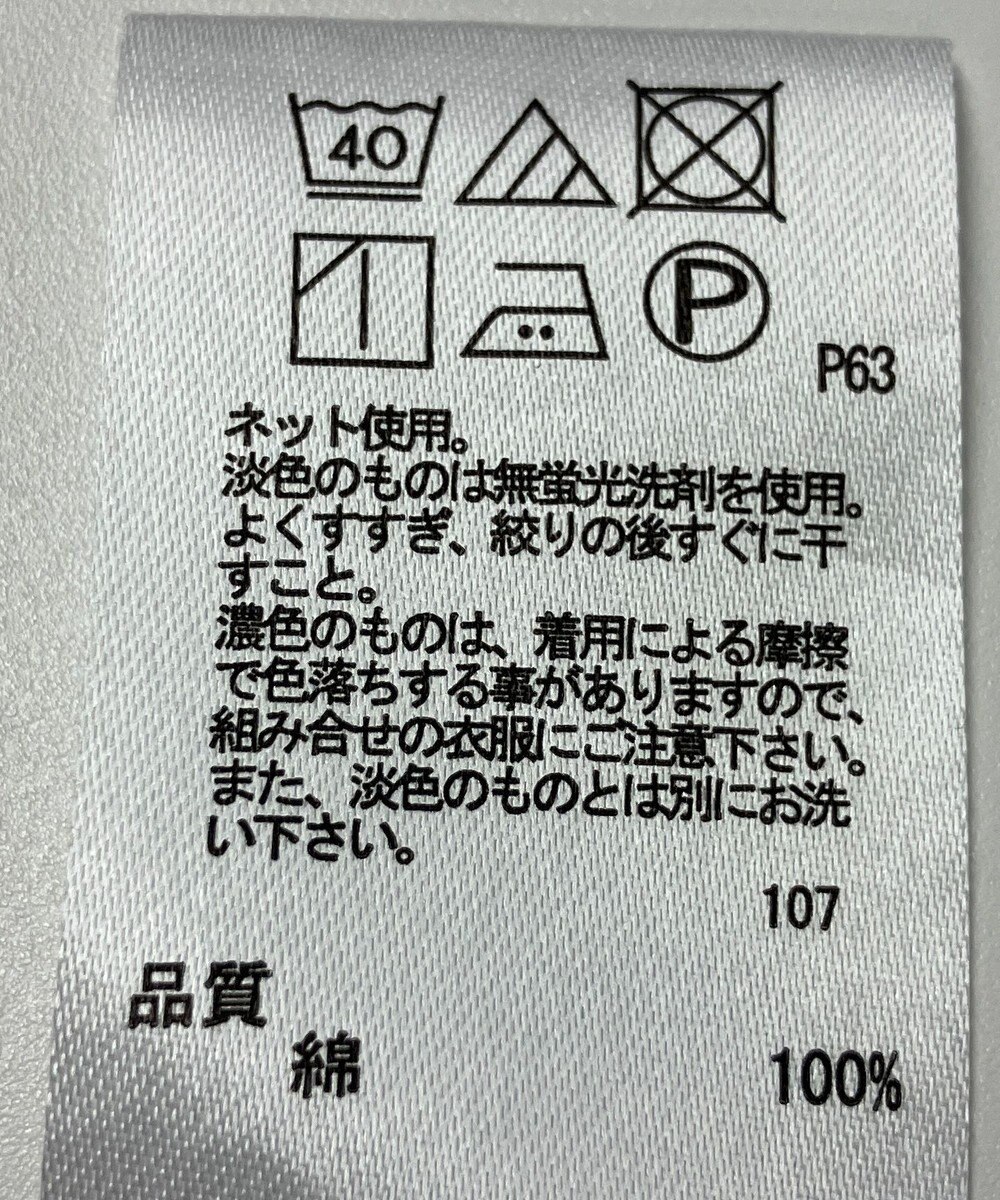 40
P
P63
ネット使用。
淡色のものは無蛍光洗剤を使用。
よくすすぎ、絞りの後すぐに干
すこと。
濃色のものは、着用による摩擦
で色落ちする事がありますので、
組み合せの衣服にご注意下さい。
また、淡色のものとは別にお洗
い下さい。
107
品質
綿 100%